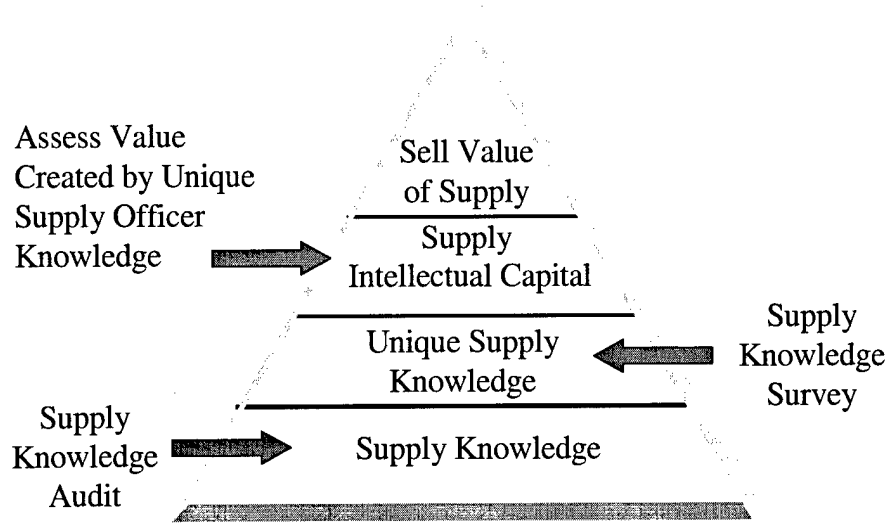 Assess Value
Created by Unique
Supply Officer
Knowledge
Sell Value
of Supply
Supply
Intellectual Capital
Unique Supply
Knowledge
Supply
Knowledge
Survey
Supply
Knowledge
Audit
Supply Knowledge